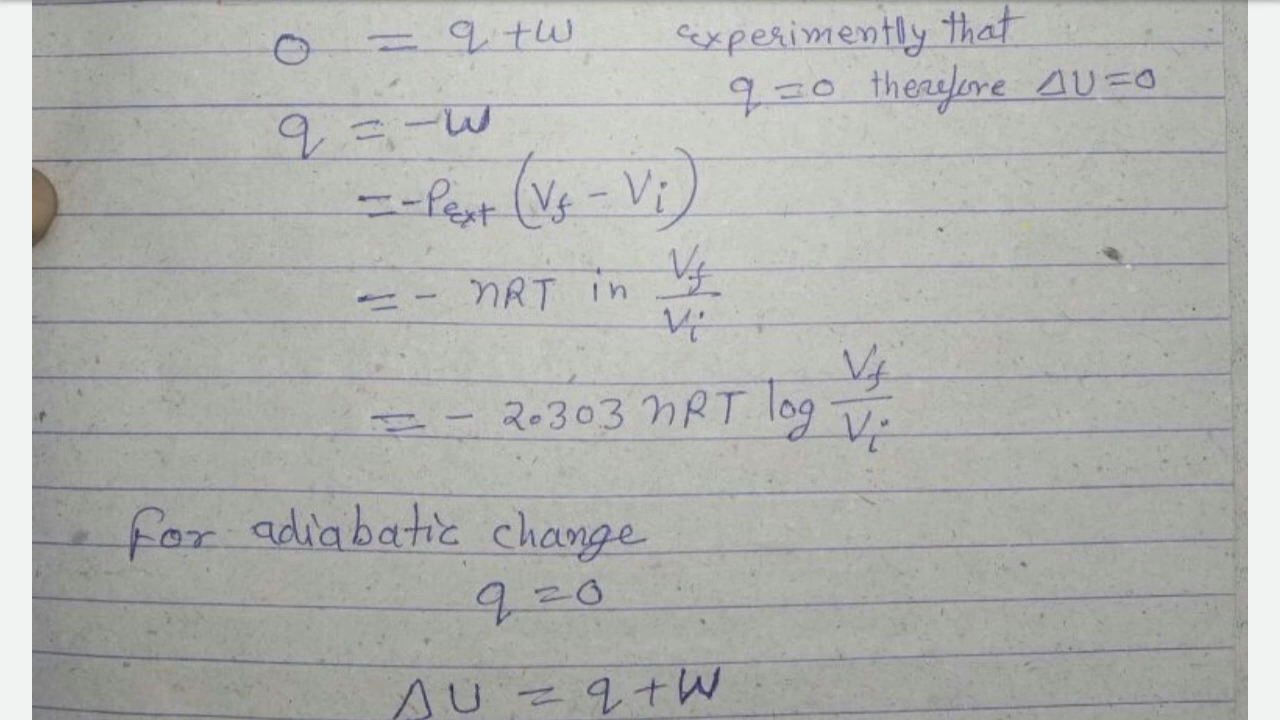 0 = q + w experimently that
q = 0 therefore ΔU = 0
q = -w
= -Pext (Vf - Vi)
= - nRT in Vf/Vi
= - 2.303 nRT log Vf/Vi
For adiabatic change
q = 0
ΔU = q + w